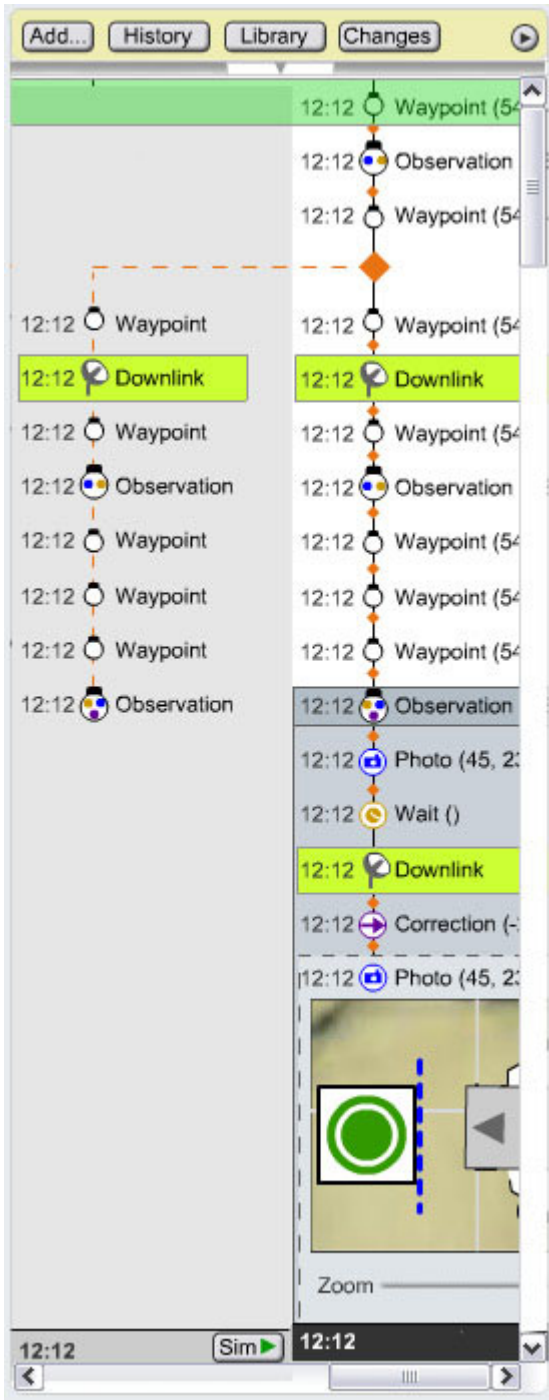 Add... History Library Changes
12:12 Waypoint (54
12:12 Observation
12:12 Waypoint (54
12:12 Waypoint 12:12 Waypoint (54
12:12 Downlink 12:12 Downlink
12:12 Waypoint 12:12 Waypoint (54
12:12 Observation 12:12 Observation
12:12 Waypoint 12:12 Waypoint (54
12:12 Waypoint 12:12 Waypoint (54
12:12 Waypoint 12:12 Waypoint (54
12:12 Observation 12:12 Observation
12:12 Photo (45, 23
12:12 Wait ()
12:12 Downlink
12:12 Correction (-
12:12 Photo (45, 23
Zoom
12:12 Sim 12:12